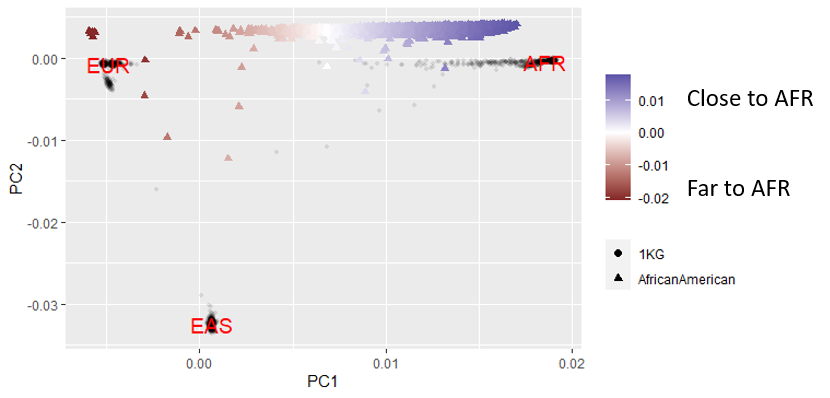 0.00
-0.01
-0.02
-0.03
PC2
EUR
AFR
EAS
0.00
0.01
0.02
PC1
0.01
0.00
-0.01
-0.02
Close to AFR
Far to AFR
1KG
AfricanAmerican